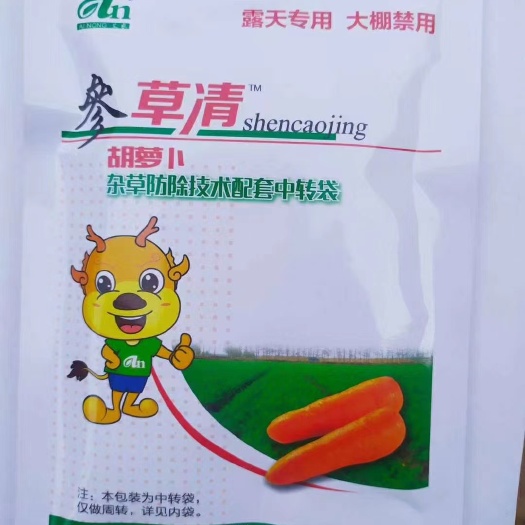 An
露天专用 大棚禁用
参草清™
shencaojing
胡萝卜
杂草防除技术配套中转袋
An
注：本包装为中转袋，
仅做周转，详见内袋。